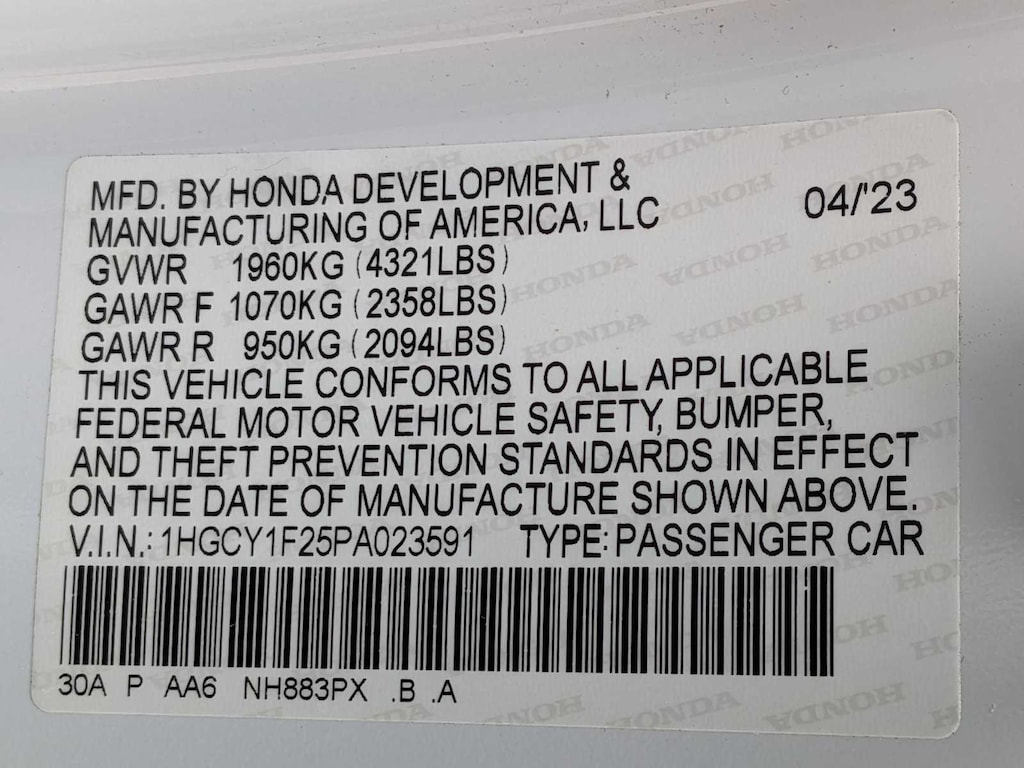 MFD. BY HONDA DEVELOPMENT &
MANUFACTURING OF AMERICA, LLC
04/'23
GVWR 1960KG (4321LBS)
GAWR F 1070KG (2358LBS)
GAWR R 950KG (2094LBS)
THIS VEHICLE CONFORMS TO ALL APPLICABLE
FEDERAL MOTOR VEHICLE SAFETY, BUMPER,
AND THEFT PREVENTION STANDARDS IN EFFECT
ON THE DATE OF MANUFACTURE SHOWN ABOVE.
V.I.N.: 1HGCY1F25PA023591 TYPE: PASSENGER CAR
30A P AA6 NH883PX .B .A